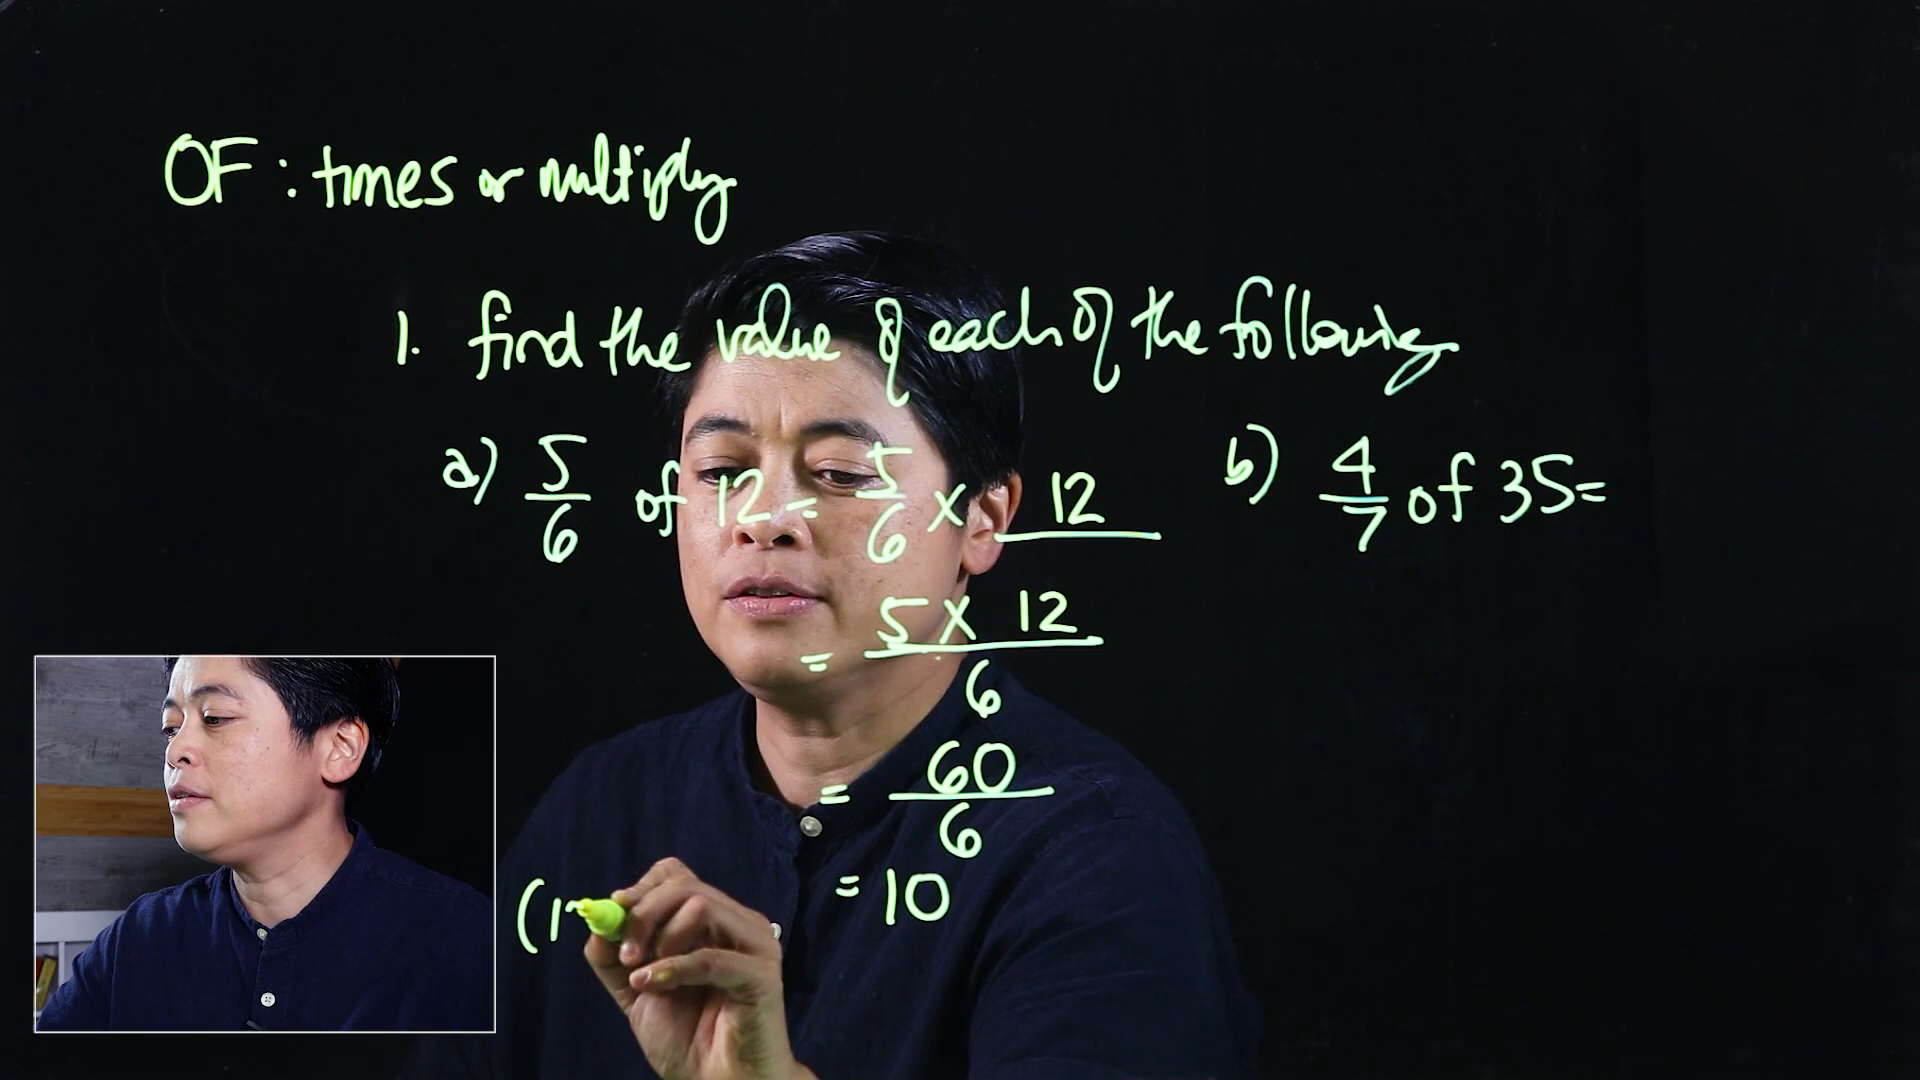 OF : times or multiply
1. find the value of each of the following
a) 5/6 of 12 = 5/6 x 12
= 5 x 12 / 6
= 60/6
= 10
(1
b) 4/7 of 35 =